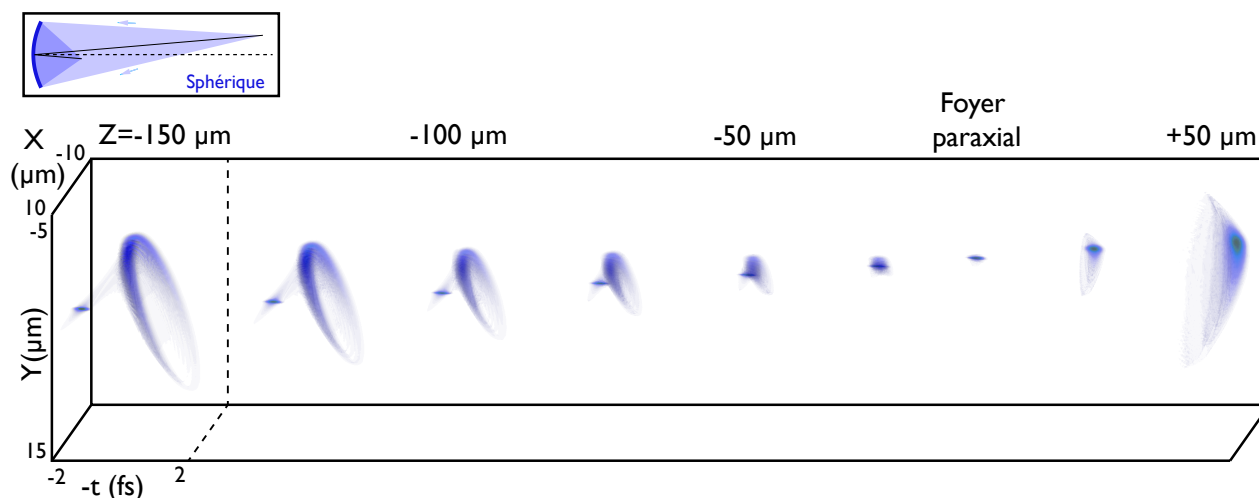 Sphérique
Foyer
paraxial
X
(µm)
Z=-150 µm
-100 µm
-50 µm
+50 µm
-10
10
-5
Y(µm)
15
-2
2
-t (fs)